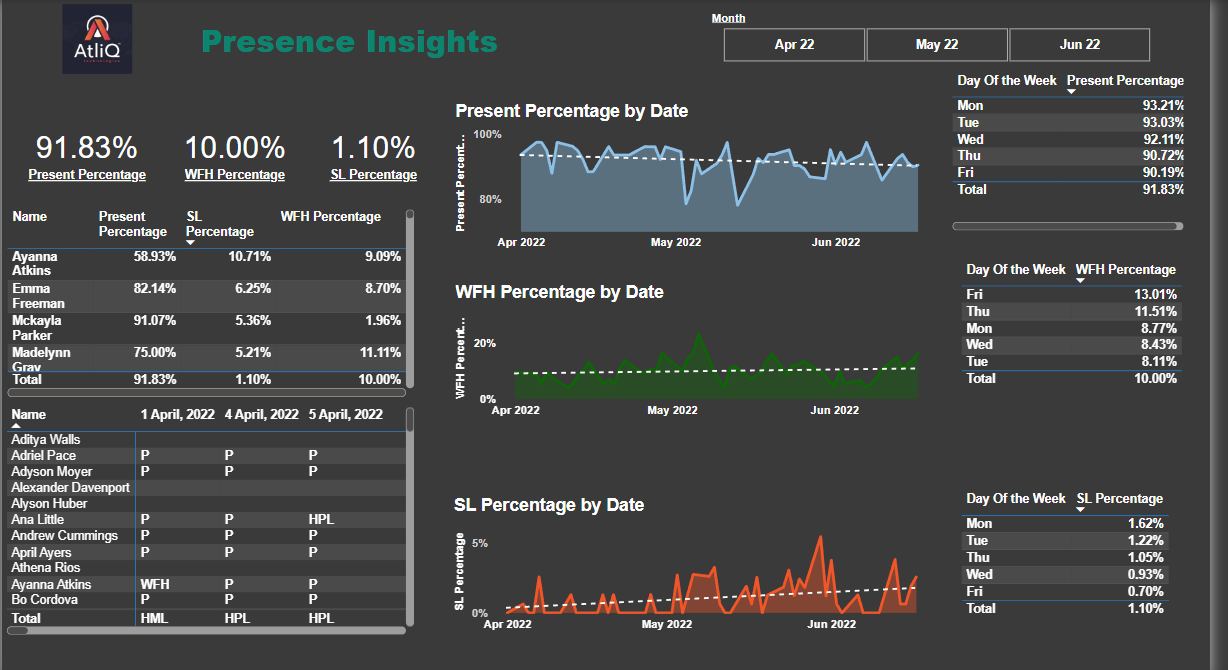 AtliQ
Presence Insights
Month
Apr 22
May 22
Jun 22
91.83%
Present Percentage
10.00%
WFH Percentage
1.10%
SL Percentage
Name Present Percentage SL Percentage WFH Percentage
Ayanna Atkins 58.93% 10.71% 9.09%
Emma Freeman 82.14% 6.25% 8.70%
Mckayla Parker 91.07% 5.36% 1.96%
Madelynn Gray 75.00% 5.21% 11.11%
Total 91.83% 1.10% 10.00%
Name 1 April, 2022 4 April, 2022 5 April, 2022
Aditya Walls
Adriel Pace P P P
Adyson Moyer P P P
Alexander Davenport
Alyson Huber
Ana Little P P HPL
Andrew Cummings P P P
April Ayers P P P
Athena Rios
Ayanna Atkins WFH P P
Bo Cordova P P P
Total HML HPL HPL
Present Percentage by Date
Present Percent...
100%
80%
Apr 2022 May 2022 Jun 2022
WFH Percentage by Date
WFH Percent...
20%
0%
Apr 2022 May 2022 Jun 2022
SL Percentage by Date
SL Percentage
5%
0%
Apr 2022 May 2022 Jun 2022
Day Of the Week Present Percentage
Mon 93.21%
Tue 93.03%
Wed 92.11%
Thu 90.72%
Fri 90.19%
Total 91.83%
Day Of the Week WFH Percentage
Fri 13.01%
Thu 11.51%
Mon 8.77%
Wed 8.43%
Tue 8.11%
Total 10.00%
Day Of the Week SL Percentage
Mon 1.62%
Tue 1.22%
Thu 1.05%
Wed 0.93%
Fri 0.70%
Total 1.10%